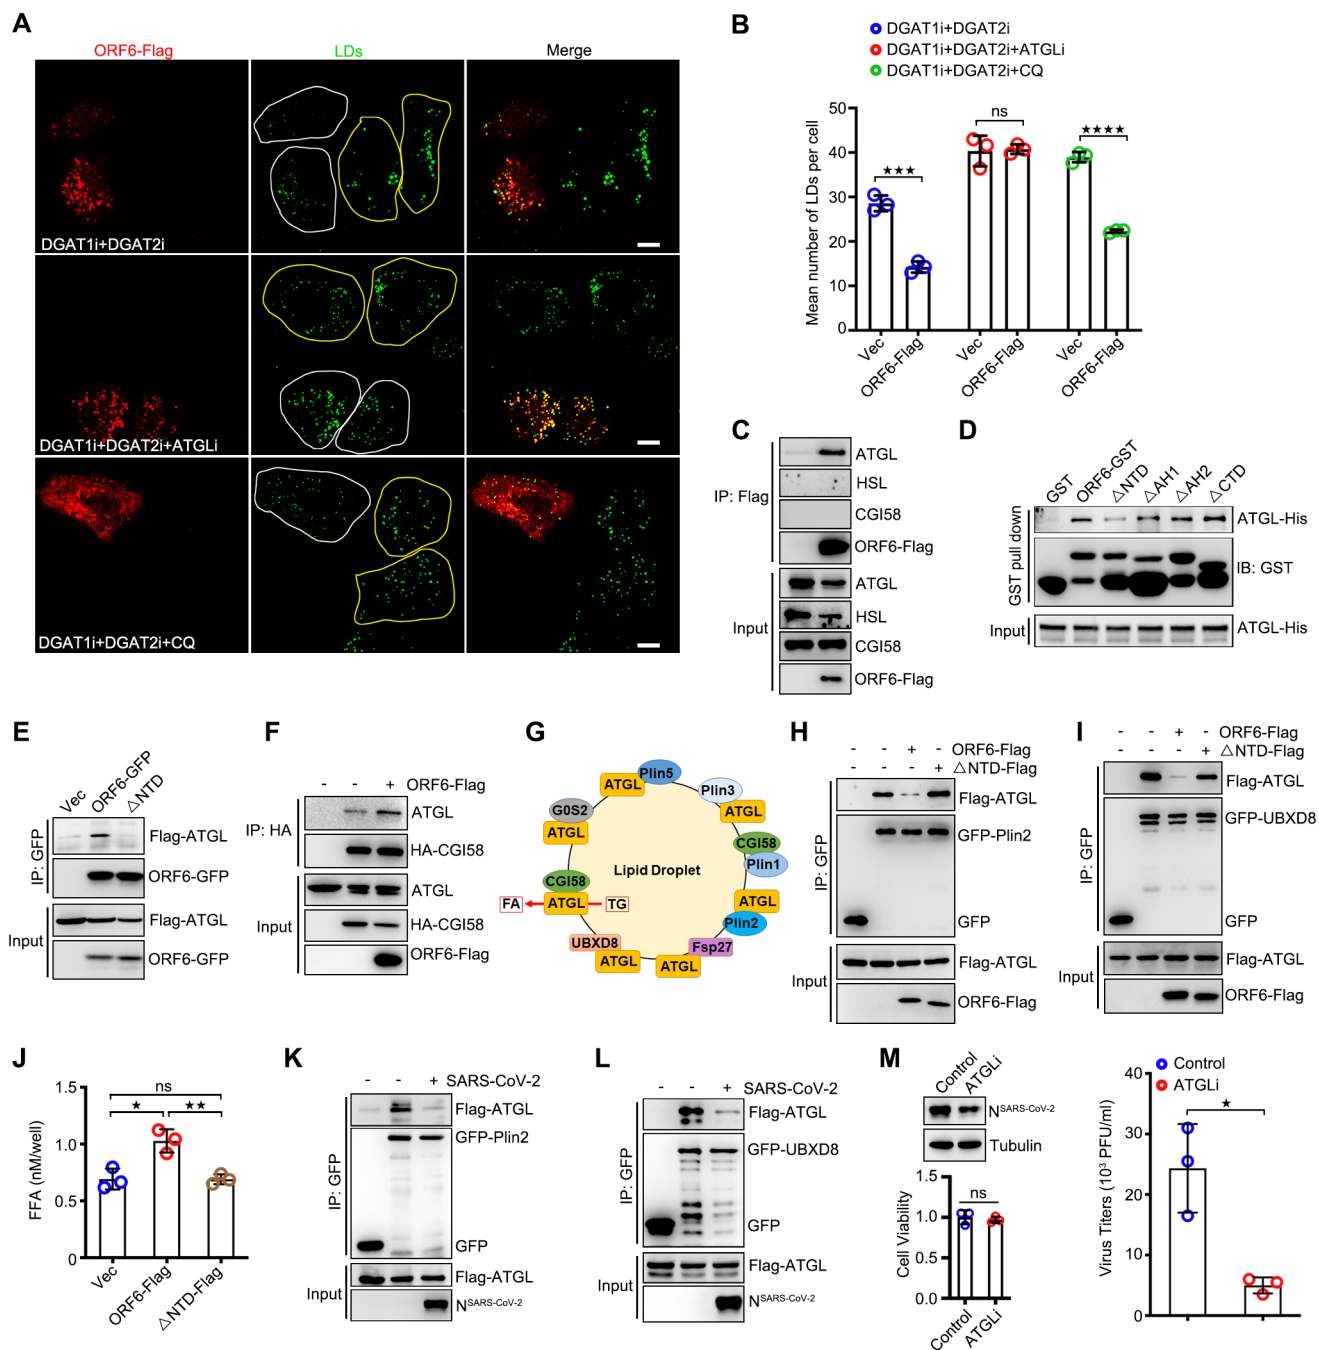 A
ORF6-Flag
LDs
Merge
DGAT1i+DGAT2i
DGAT1i+DGAT2i+ATGLi
DGAT1i+DGAT2i+CQ
B
DGAT1i+DGAT2i
DGAT1i+DGAT2i+ATGLi
DGAT1i+DGAT2i+CQ
Mean number of LDs per cell
50
40
30
20
10
0
★★★
ns
★★★★
Vec
ORF6-Flag
Vec
ORF6-Flag
Vec
ORF6-Flag
C
IP: Flag
ATGL
HSL
CGI58
ORF6-Flag
Input
ATGL
HSL
CGI58
ORF6-Flag
D
GST
ORF6-GST
△NTD
△AH1
△AH2
△CTD
GST pull down
ATGL-His
IB: GST
Input
ATGL-His
E
Vec
ORF6-GFP
△NTD
IP: GFP
Flag-ATGL
ORF6-GFP
Input
Flag-ATGL
ORF6-GFP
F
- - + ORF6-Flag
IP: HA
ATGL
HA-CGI58
Input
ATGL
HA-CGI58
ORF6-Flag
G
Plin5
ATGL
Plin3
ATGL
G0S2
ATGL
CGI58
Plin1
Lipid Droplet
CGI58
FA
ATGL
TG
ATGL
Plin2
UBXD8
ATGL
Fsp27
ATGL
H
- - + - ORF6-Flag
- - - + △NTD-Flag
IP: GFP
Flag-ATGL
GFP-Plin2
GFP
Input
Flag-ATGL
ORF6-Flag
I
- - + - ORF6-Flag
- - - + △NTD-Flag
IP: GFP
Flag-ATGL
GFP-UBXD8
GFP
Input
Flag-ATGL
ORF6-Flag
J
FFA (nM/well)
1.5
1.0
0.5
0
ns
★
★★
Vec
ORF6-Flag
△NTD-Flag
K
- - + SARS-CoV-2
IP: GFP
Flag-ATGL
GFP-Plin2
GFP
Input
Flag-ATGL
N^SARS-CoV-2
L
- - + SARS-CoV-2
IP: GFP
Flag-ATGL
GFP-UBXD8
GFP
Input
Flag-ATGL
N^SARS-CoV-2
M
Control
ATGLi
N^SARS-CoV-2
Tubulin
Cell Viability
1.5
1.0
0.5
0.0
ns
Control
ATGLi
Control
ATGLi
Virus Titers (10³ PFU/ml)
40
30
20
10
0
★